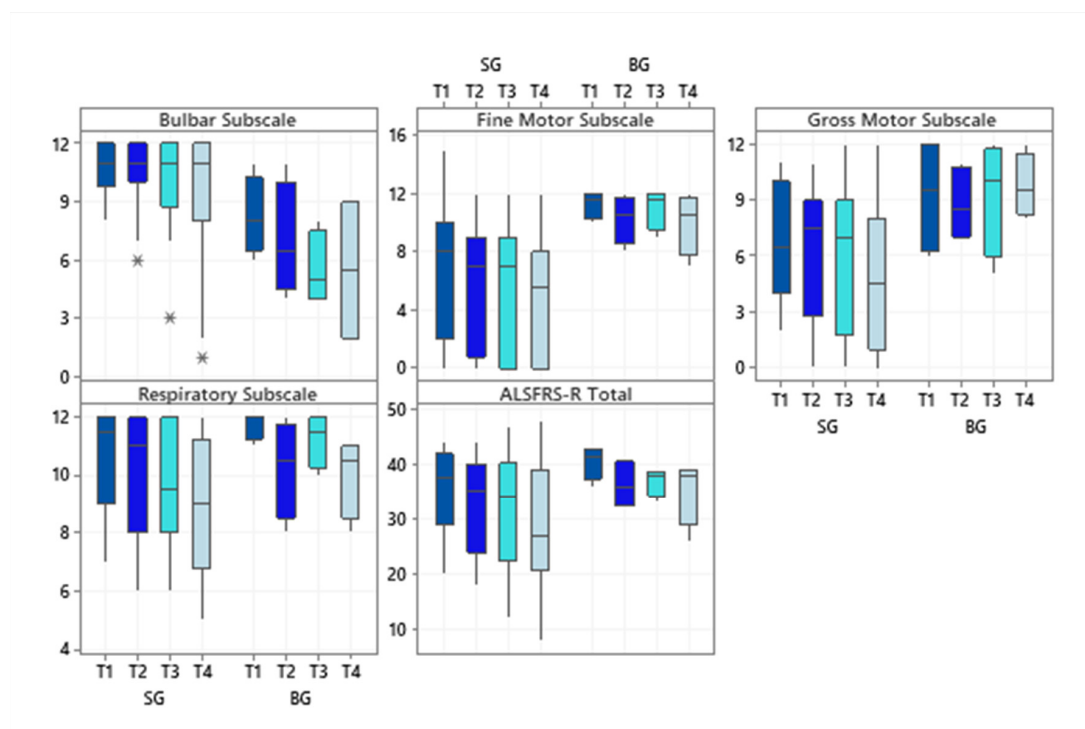 SG BG
T1 T2 T3 T4 T1 T2 T3 T4
Bulbar Subscale
12
9
6
3
0
Fine Motor Subscale
16
12
8
4
0
Gross Motor Subscale
12
9
6
3
0
T1 T2 T3 T4 T1 T2 T3 T4
SG BG
Respiratory Subscale
12
10
8
6
4
T1 T2 T3 T4 T1 T2 T3 T4
SG BG
ALSFRS-R Total
50
40
30
20
10